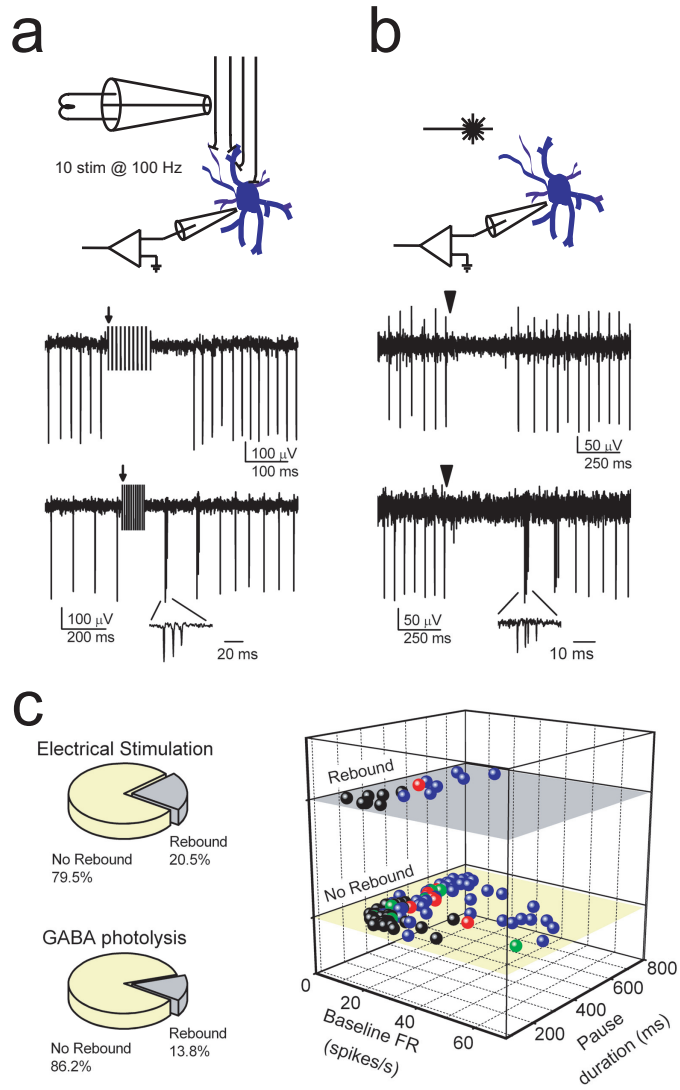 a
b
10 stim @ 100 Hz
100 μV
100 ms
50 μV
250 ms
100 μV
200 ms
20 ms
50 μV
250 ms
10 ms
c
Electrical Stimulation
No Rebound
79.5%
Rebound
20.5%
GABA photolysis
No Rebound
86.2%
Rebound
13.8%
Rebound
No Rebound
0
20
40
60
Baseline FR
(spikes/s)
200
400
600
800
Pause
duration (ms)